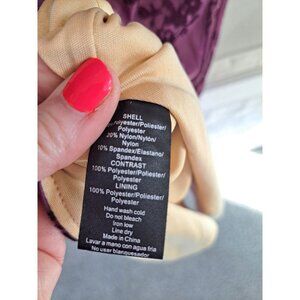 SHELL
Polyester/Poliester/
Polyester
20% Nylon/Nylon/
Nylon
10% Spandex/Elastano/
Spandex
CONTRAST
100% Polyester/Poliester/
Polyester
LINING
100% Polyester/Poliester/
Polyester
Hand wash cold
Do not bleach
Iron low
Line dry
Made in China
Lavar a mano con agua fria
No usar blanqueador